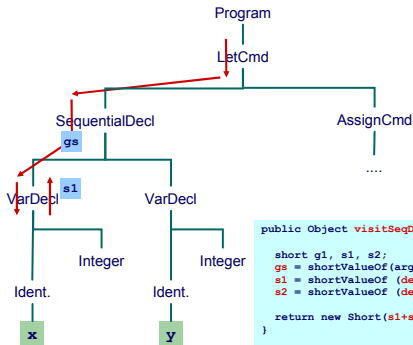 Program
LetCmd
SequentialDecl
AssignCmd
gs
....
VarDecl
s1
VarDecl
public Object visitSeqD
short g1, s1, s2;
Integer
Integer
gs = shortValueOf(arg
s1 = shortValueOf (de
Ident.
Ident.
s2 = shortValueOf (de
return new Short(s1+s
x
y
}